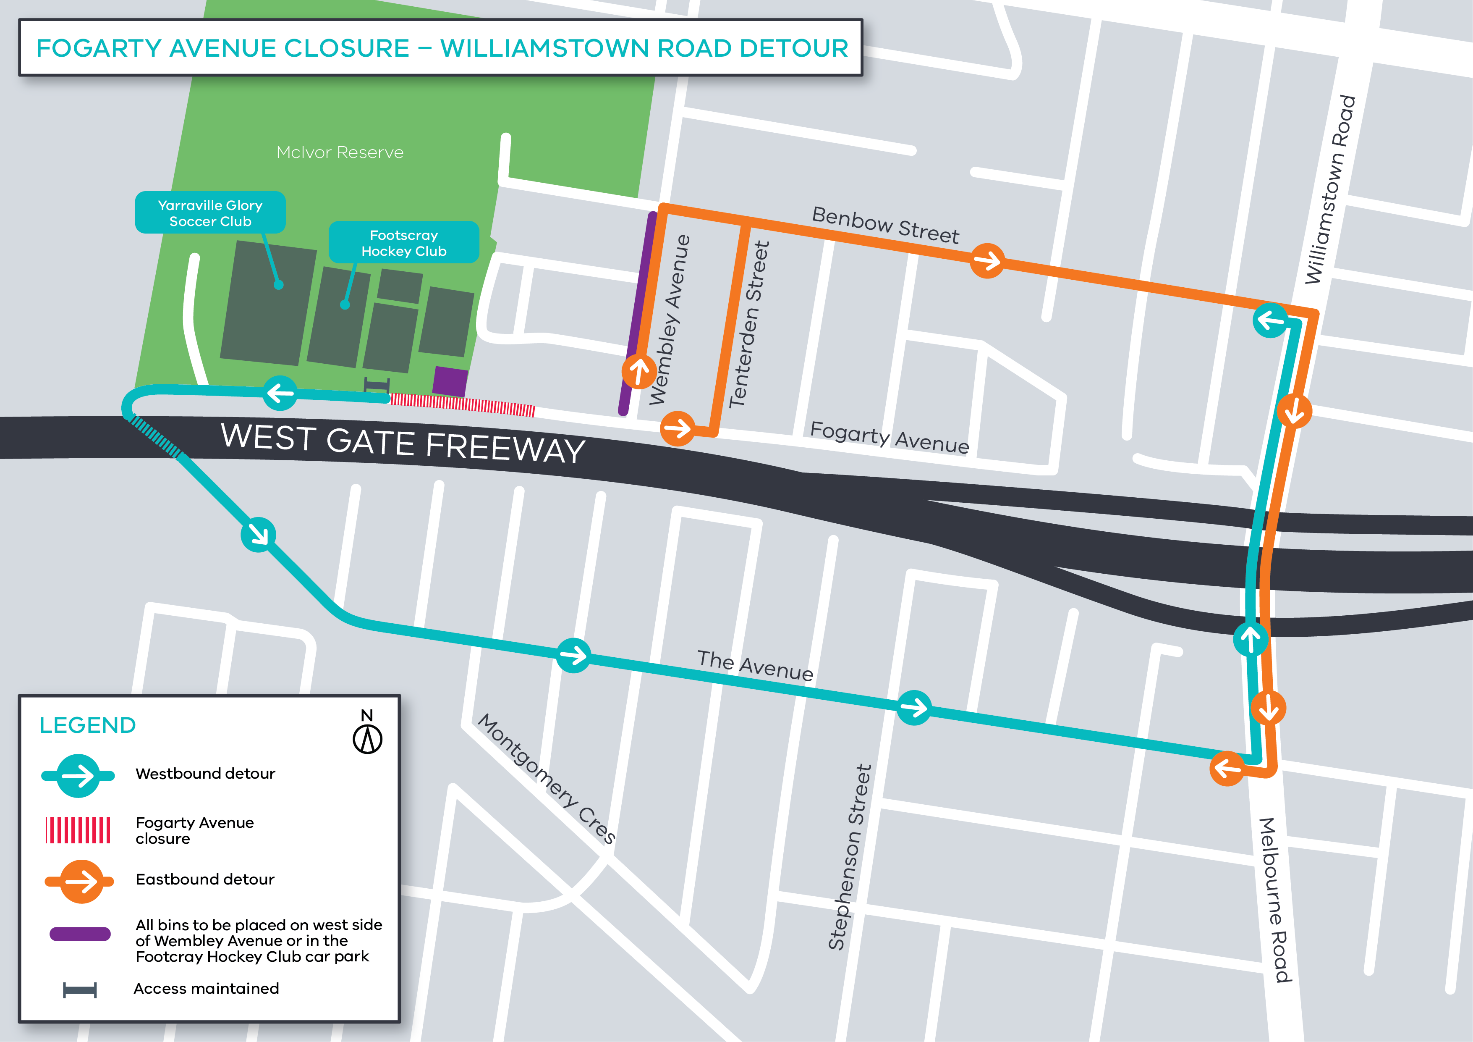 FOGARTY AVENUE CLOSURE – WILLIAMSTOWN ROAD DETOUR
McIvor Reserve
Yarraville Glory
Soccer Club
Footscray
Hockey Club
Benbow Street
Williamstown Road
Wembley Avenue
Tenterden Street
Fogarty Avenue
WEST GATE FREEWAY
The Avenue
Montgomery Cres
Stephenson Street
Melbourne Road
LEGEND
N
Westbound detour
Fogarty Avenue
closure
Eastbound detour
All bins to be placed on west side
of Wembley Avenue or in the
Footcray Hockey Club car park
Access maintained